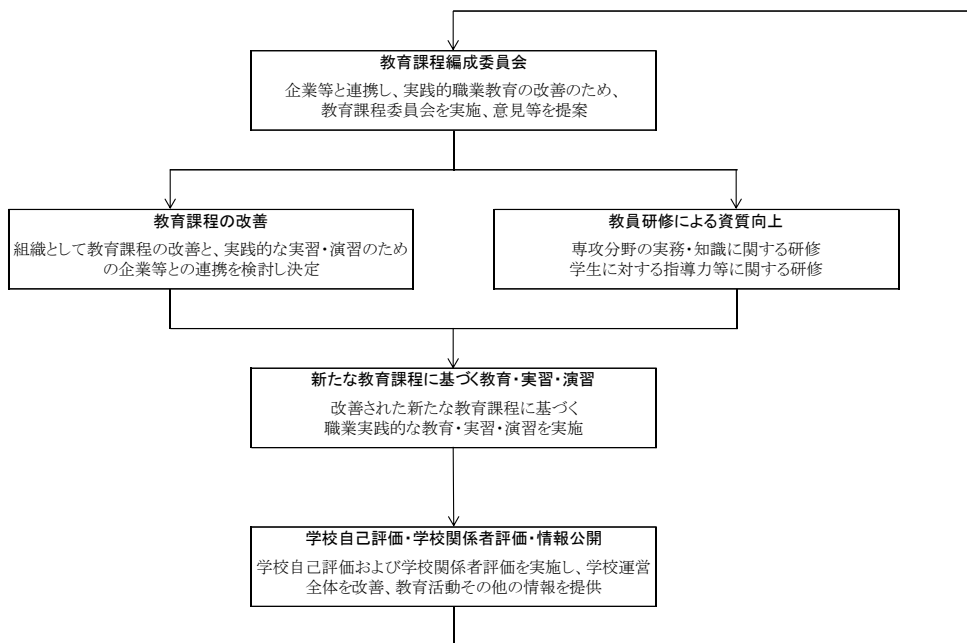 教育課程編成委員会
企業等と連携し、実践的職業教育の改善のため、
教育課程委員会を実施、意見等を提案
教育課程の改善
組織として教育課程の改善と、実践的な実習・演習のため
の企業等との連携を検討し決定
教員研修による資質向上
専攻分野の実務・知識に関する研修
学生に対する指導力等に関する研修
新たな教育課程に基づく教育・実習・演習
改善された新たな教育課程に基づく
職業実践的な教育・実習・演習を実施
学校自己評価・学校関係者評価・情報公開
学校自己評価および学校関係者評価を実施し、学校運営
全体を改善、教育活動その他の情報を提供